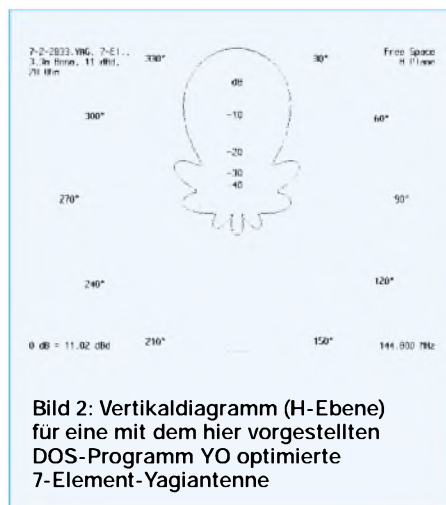 7-2-2833.YAG, 7-El.,
3.3m Boom, 11 dBd,
28 Ohm
330°
30°
Free Space
H Plane
dB
300°
-10
60°
-20
-30
-40
270°
90°
240°
120°
0 dB = 11.02 dBd
210°
150°
144.800 MHz
Bild 2: Vertikaldiagramm (H-Ebene)
für eine mit dem hier vorgestellten
DOS-Programm YO optimierte
7-Element-Yagiantenne